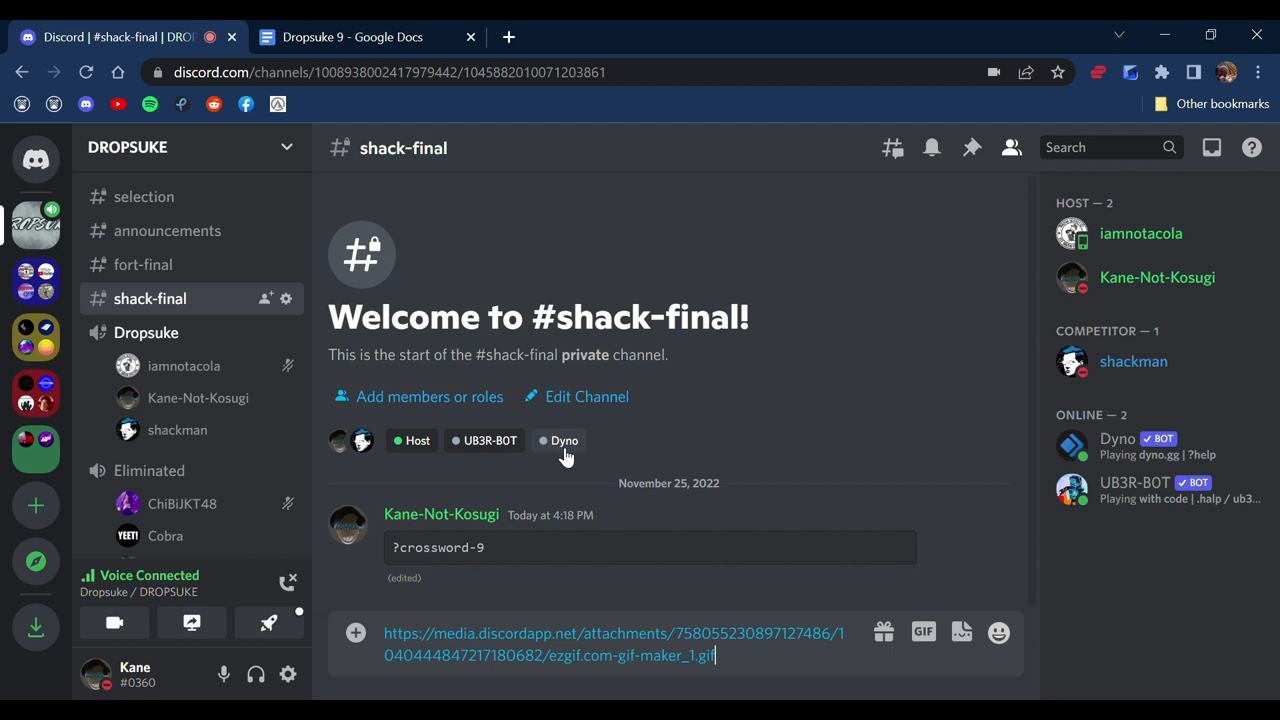 Discord | #shack-final | DRO
Dropsuke 9 - Google Docs
discord.com/channels/1008938002417979442/1045882010071203861
Other bookmarks
DROPSUKE
shack-final
Search
selection
announcements
fort-final
shack-final
Dropsuke
iamnotacola
Kane-Not-Kosugi
shackman
Eliminated
ChiBiJKT48
YEET!
Cobra
Voice Connected
Dropsuke / DROPSUKE
Kane
#0360
Welcome to #shack-final!
This is the start of the #shack-final private channel.
Add members or roles
Edit Channel
Host
UB3R-B0T
Dyno
November 25, 2022
Kane-Not-Kosugi Today at 4:18 PM
?crossword-9
(edited)
https://media.discordapp.net/attachments/758055230897127486/1
040444847217180682/ezgif.com-gif-maker_1.gif
GIF
HOST — 2
iamnotacola
Kane-Not-Kosugi
COMPETITOR — 1
shackman
ONLINE — 2
Dyno ✓ BOT
Playing dyno.gg | ?help
UB3R-B0T ✓ BOT
Playing with code | .halp / ub3...